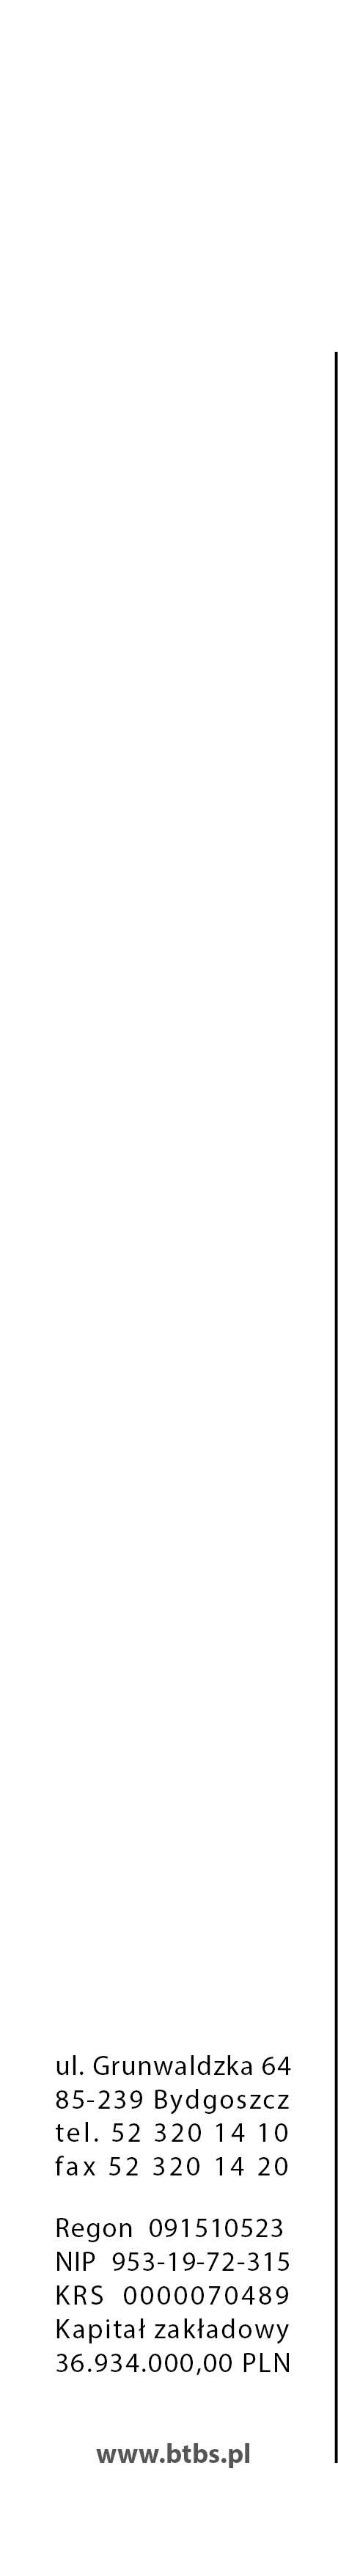 ul. Grunwaldzka 64
85-239 Bydgoszcz
tel. 52 320 14 10
fax 52 320 14 20
Regon 091510523
NIP 953-19-72-315
KRS 0000070489
Kapitał zakładowy
36.934.000,00 PLN
www.btbs.pl